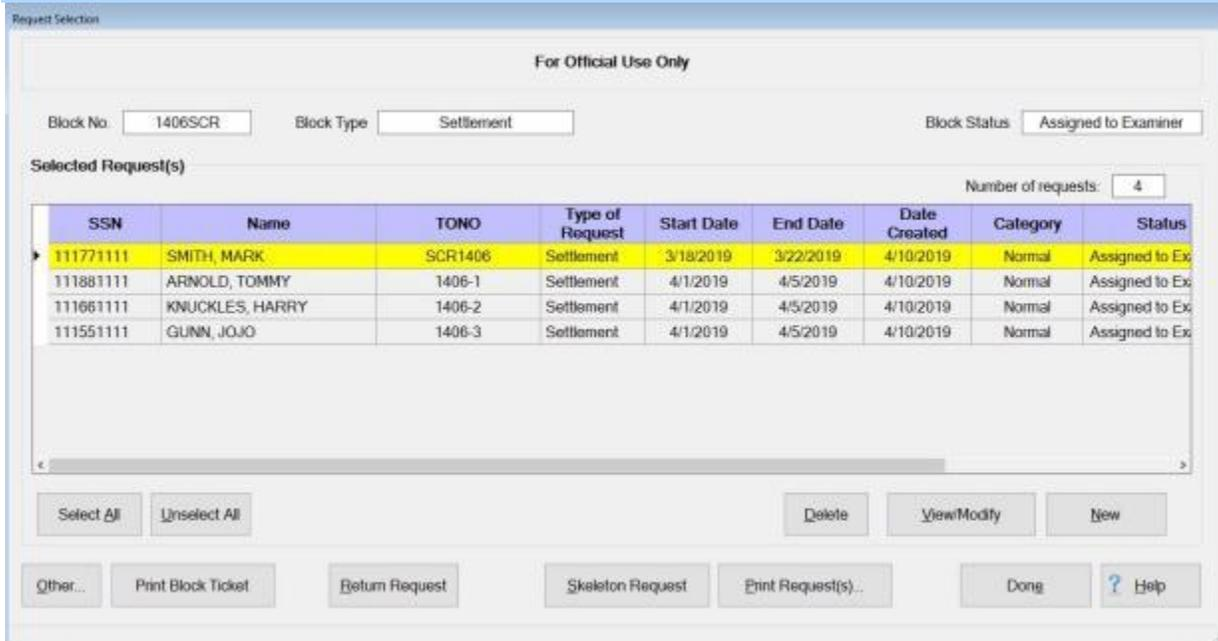 Request Selection
For Official Use Only
Block No. 1406SCR Block Type Settlement Block Status Assigned to Examiner
Selected Request(s)
Number of requests: 4
SSN Name TONO Type of Request Start Date End Date Date Created Category Status
111771111 SMITH, MARK SCR1406 Settlement 3/18/2019 3/22/2019 4/10/2019 Normal Assigned to Exa
111881111 ARNOLD, TOMMY 1406-1 Settlement 4/1/2019 4/5/2019 4/10/2019 Normal Assigned to Exa
111661111 KNUCKLES, HARRY 1406-2 Settlement 4/1/2019 4/5/2019 4/10/2019 Normal Assigned to Exa
111551111 GUNN, JOJO 1406-3 Settlement 4/1/2019 4/5/2019 4/10/2019 Normal Assigned to Exa
Select All Unselect All Delete View/Modify New
Other... Print Block Ticket Return Request Skeleton Request Print Request(s)... Done ? Help